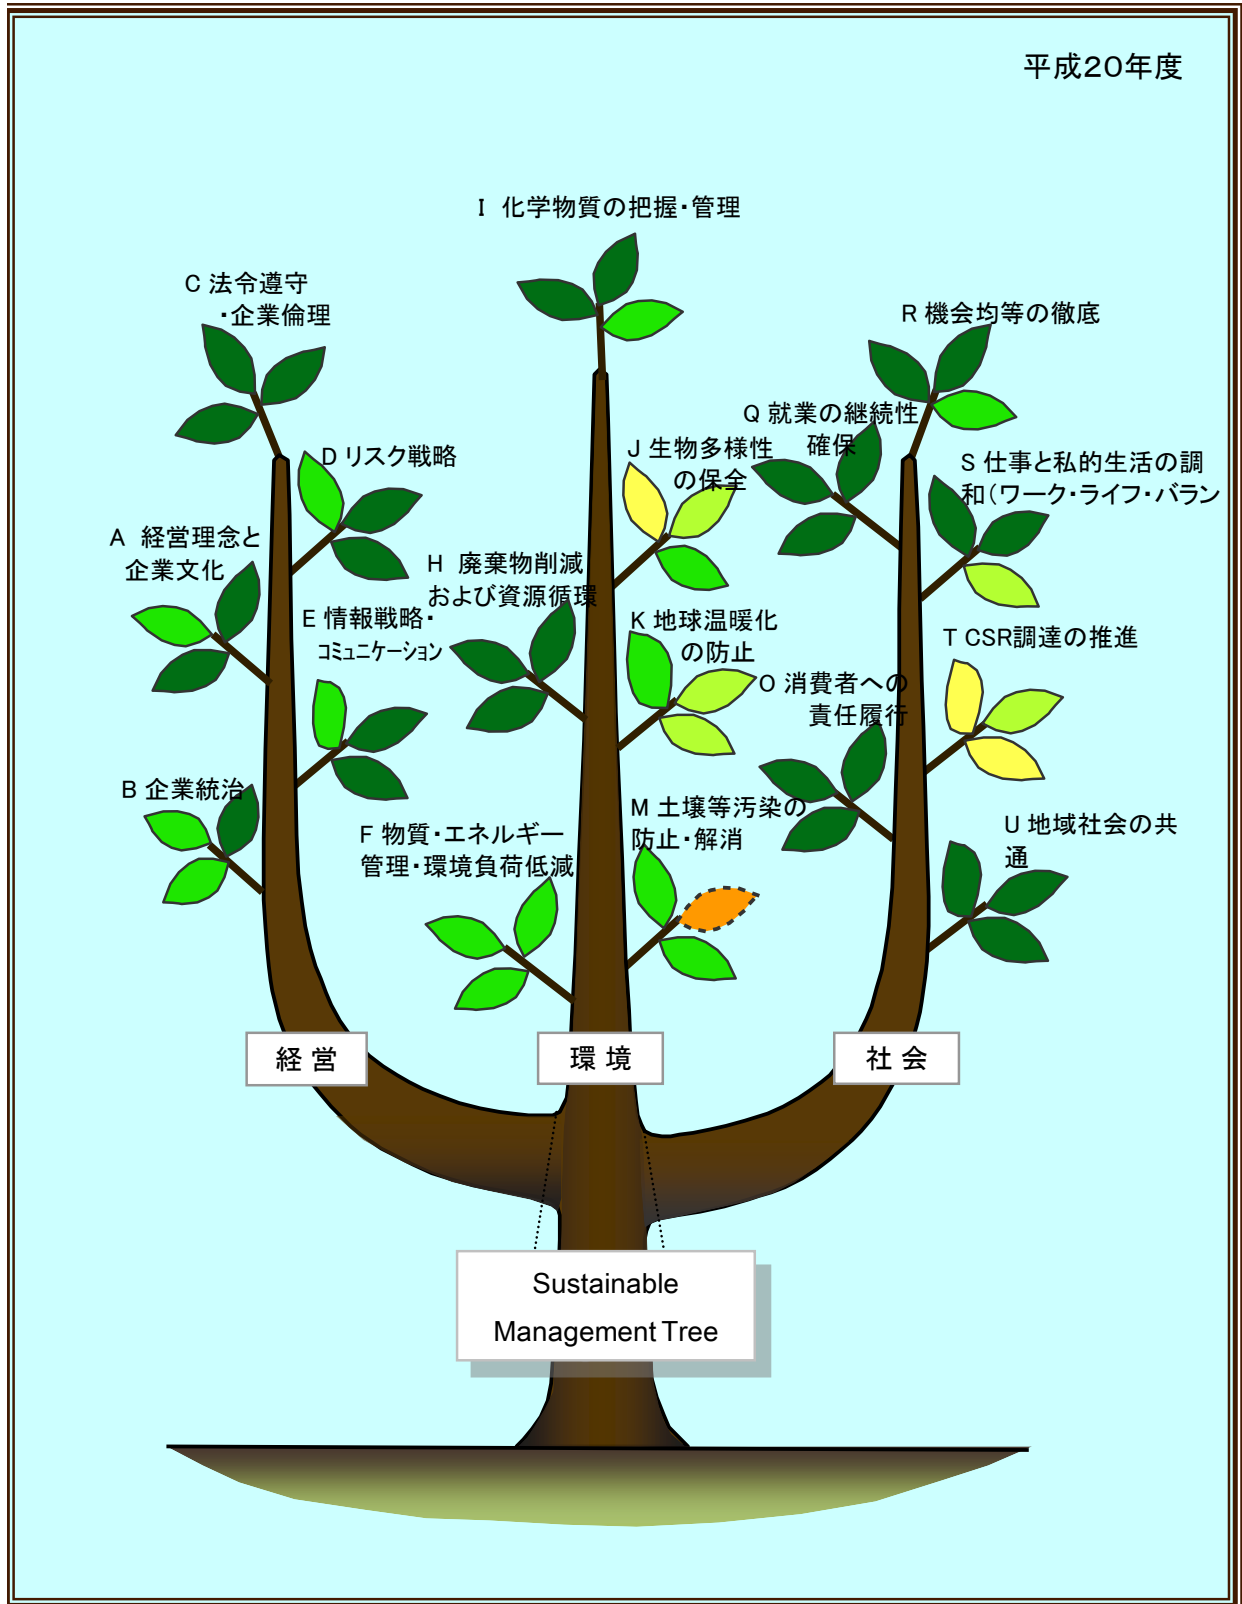 平成20年度
I 化学物質の把握・管理
C 法令遵守
・企業倫理
R 機会均等の徹底
Q 就業の継続性
確保
D リスク戦略
J 生物多様性
の保全
S 仕事と私的生活の調
和(ワーク・ライフ・バラン
A 経営理念と
企業文化
H 廃棄物削減
および資源循環
E 情報戦略・
コミュニケーション
K 地球温暖化
の防止
T CSR調達の推進
O 消費者への
責任履行
B 企業統治
M 土壌等汚染の
防止・解消
F 物質・エネルギー
管理・環境負荷低減
U 地域社会の共
通
経 営
環 境
社 会
Sustainable
Management Tree